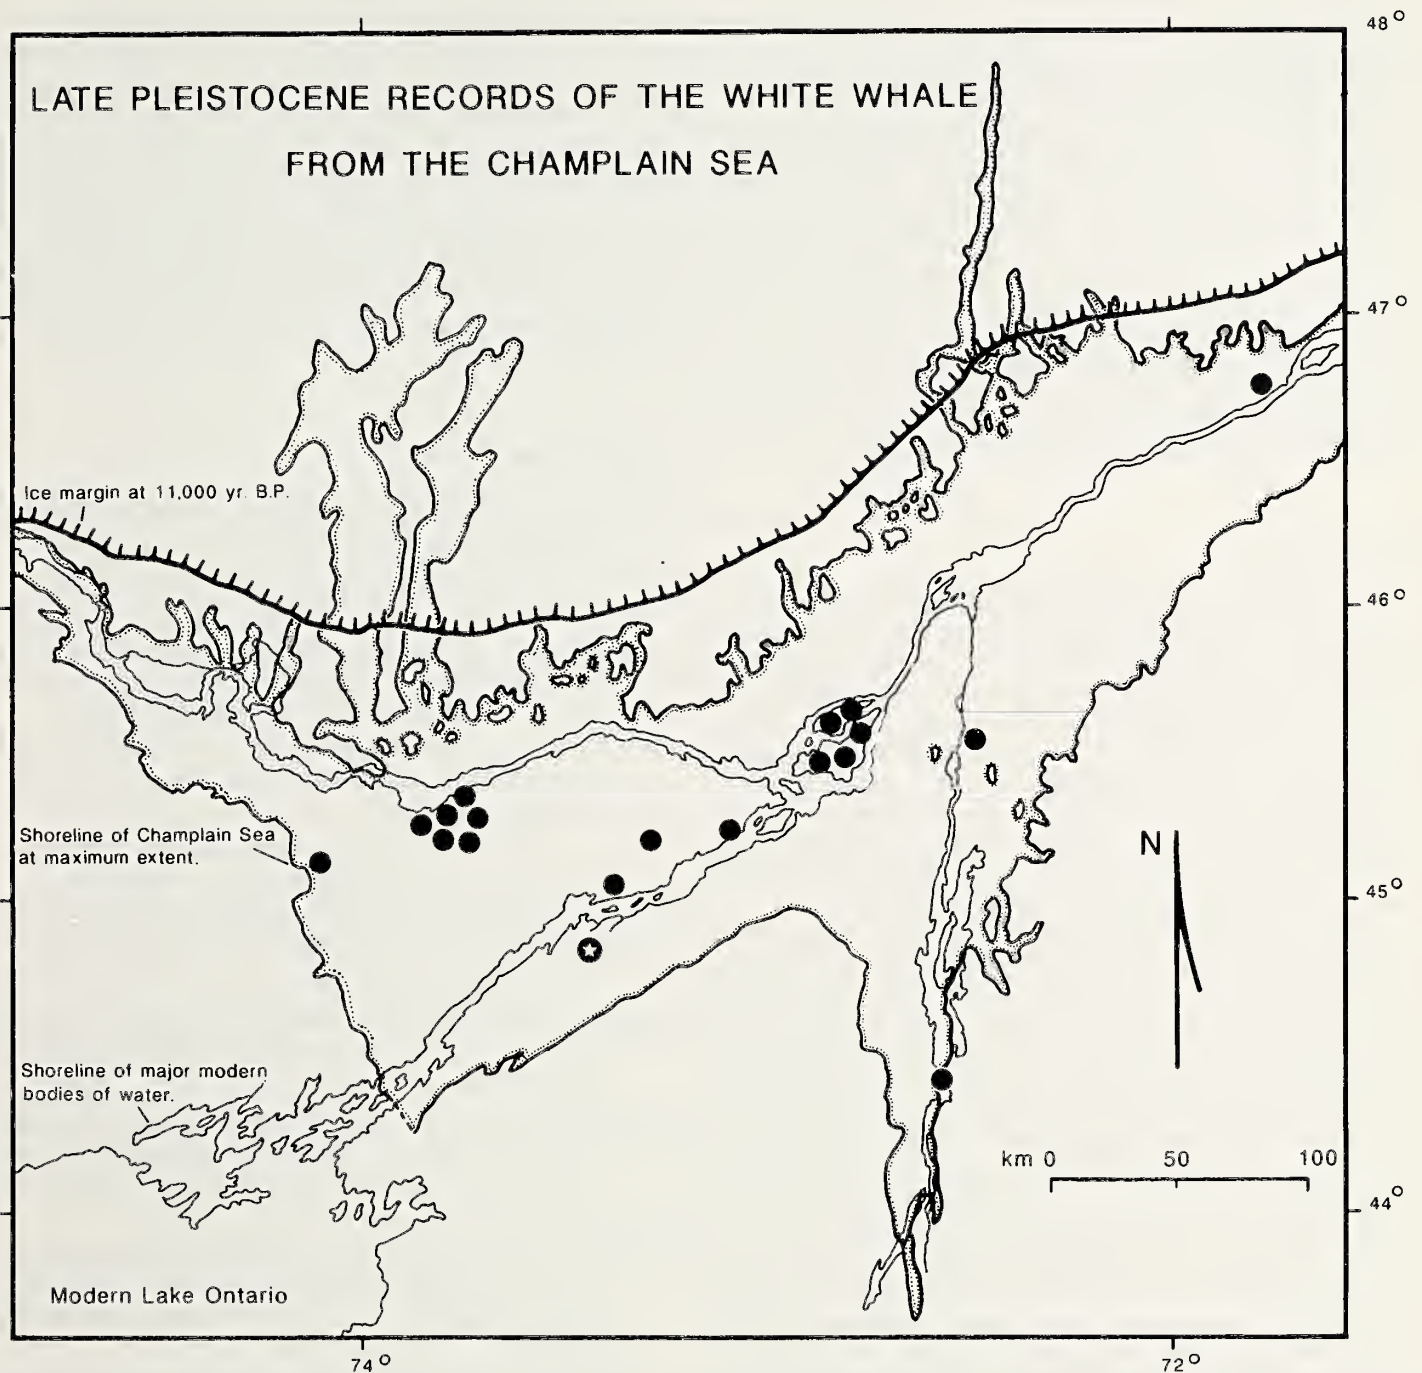 48°
LATE PLEISTOCENE RECORDS OF THE WHITE WHALE
FROM THE CHAMPLAIN SEA
47°
Ice margin at 11,000 yr. B.P.
46°
Shoreline of Champlain Sea
at maximum extent.
N
45°
Shoreline of major modern
bodies of water.
km 0 50 100
44°
Modern Lake Ontario
74° 72°